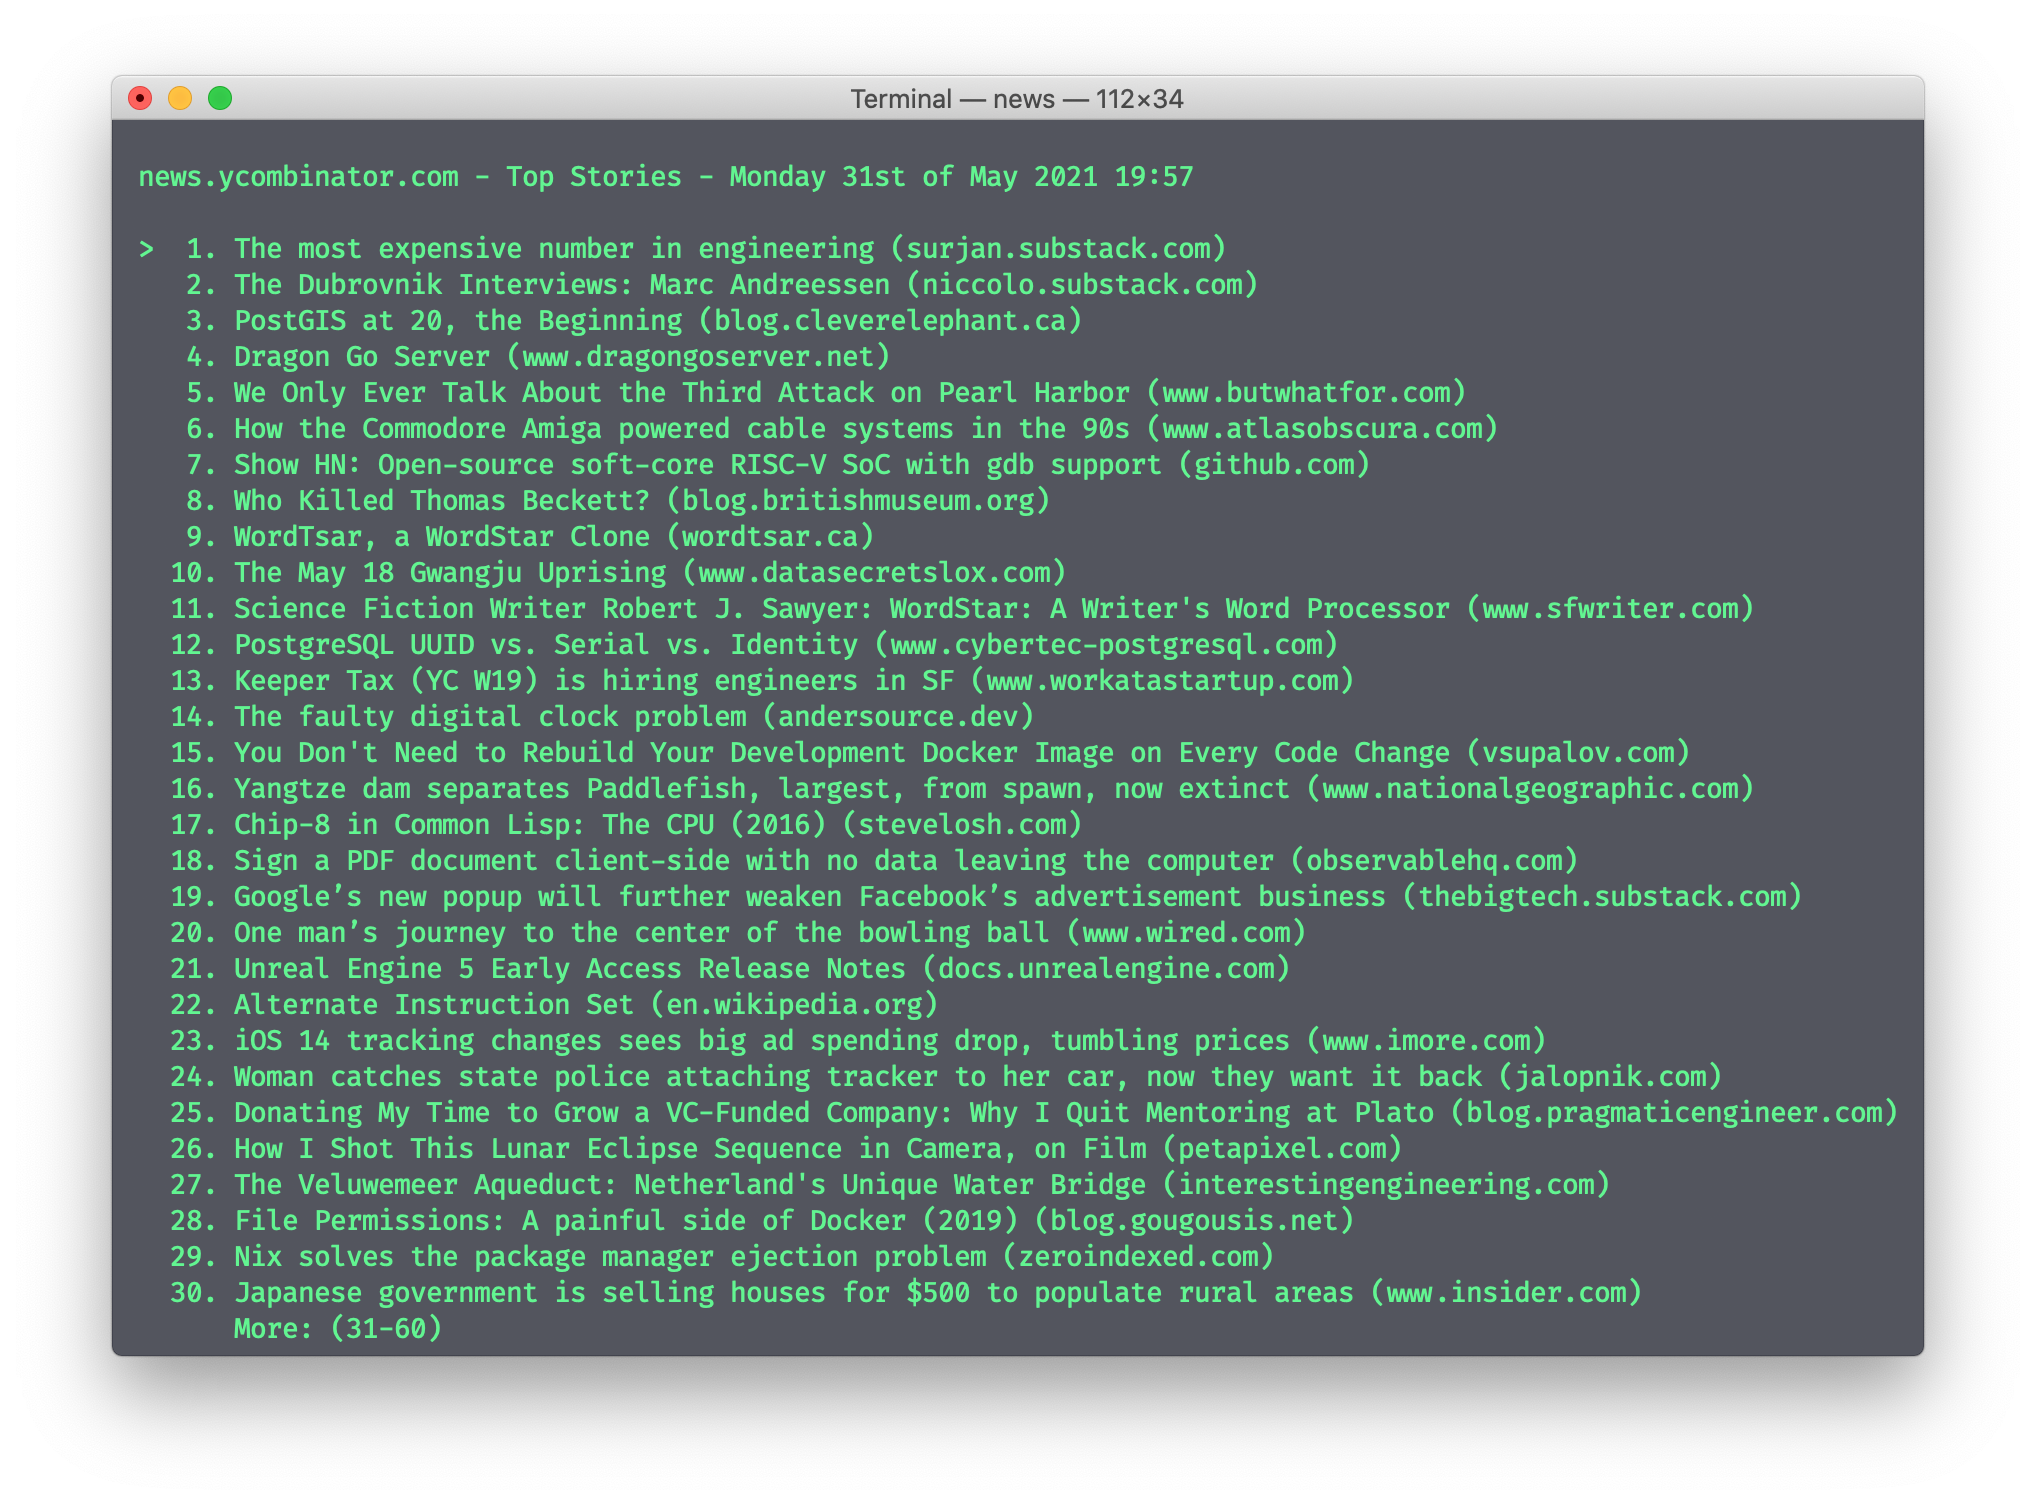 Terminal — news — 112×34
news.ycombinator.com - Top Stories - Monday 31st of May 2021 19:57
> 1. The most expensive number in engineering (surjan.substack.com)
2. The Dubrovnik Interviews: Marc Andreessen (niccolo.substack.com)
3. PostGIS at 20, the Beginning (blog.cleverelephant.ca)
4. Dragon Go Server (www.dragongoserver.net)
5. We Only Ever Talk About the Third Attack on Pearl Harbor (www.butwhatfor.com)
6. How the Commodore Amiga powered cable systems in the 90s (www.atlasobscura.com)
7. Show HN: Open-source soft-core RISC-V SoC with gdb support (github.com)
8. Who Killed Thomas Beckett? (blog.britishmuseum.org)
9. WordTsar, a WordStar Clone (wordtsar.ca)
10. The May 18 Gwangju Uprising (www.datasecretslox.com)
11. Science Fiction Writer Robert J. Sawyer: WordStar: A Writer's Word Processor (www.sfwriter.com)
12. PostgreSQL UUID vs. Serial vs. Identity (www.cybertec-postgresql.com)
13. Keeper Tax (YC W19) is hiring engineers in SF (www.workatastartup.com)
14. The faulty digital clock problem (andersource.dev)
15. You Don't Need to Rebuild Your Development Docker Image on Every Code Change (vsupalov.com)
16. Yangtze dam separates Paddlefish, largest, from spawn, now extinct (www.nationalgeographic.com)
17. Chip-8 in Common Lisp: The CPU (2016) (stevelosh.com)
18. Sign a PDF document client-side with no data leaving the computer (observablehq.com)
19. Google’s new popup will further weaken Facebook’s advertisement business (thebigtech.substack.com)
20. One man’s journey to the center of the bowling ball (www.wired.com)
21. Unreal Engine 5 Early Access Release Notes (docs.unrealengine.com)
22. Alternate Instruction Set (en.wikipedia.org)
23. iOS 14 tracking changes sees big ad spending drop, tumbling prices (www.imore.com)
24. Woman catches state police attaching tracker to her car, now they want it back (jalopnik.com)
25. Donating My Time to Grow a VC-Funded Company: Why I Quit Mentoring at Plato (blog.pragmaticengineer.com)
26. How I Shot This Lunar Eclipse Sequence in Camera, on Film (petapixel.com)
27. The Veluwemeer Aqueduct: Netherland's Unique Water Bridge (interestingengineering.com)
28. File Permissions: A painful side of Docker (2019) (blog.gougousis.net)
29. Nix solves the package manager ejection problem (zeroindexed.com)
30. Japanese government is selling houses for $500 to populate rural areas (www.insider.com)
More: (31-60)